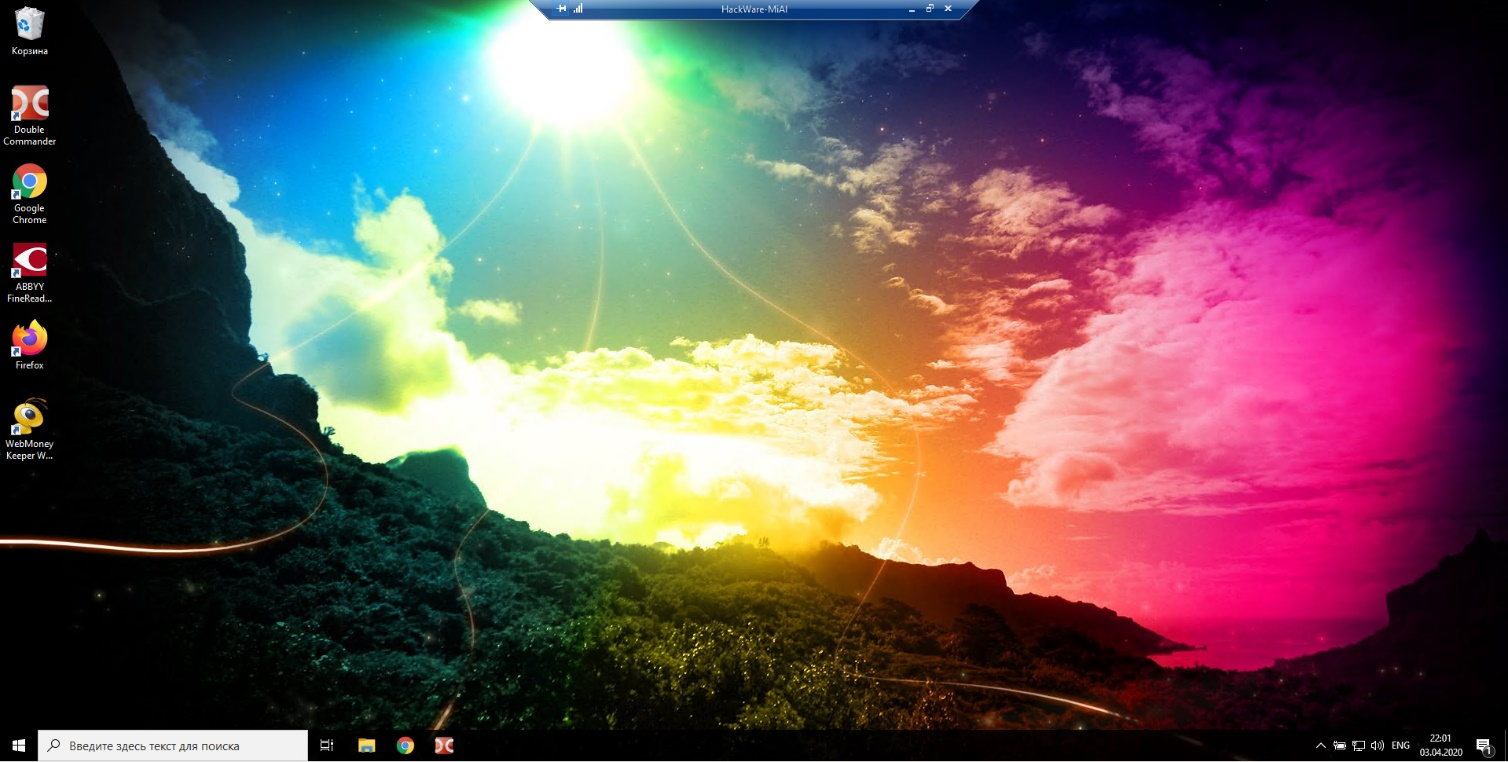 HackWare-MiAl
Корзина
Double
Commander
Google
Chrome
ABBYY
FineRead...
Firefox
WebMoney
Keeper W...
Введите здесь текст для поиска
ENG
22:01
03.04.2020
1